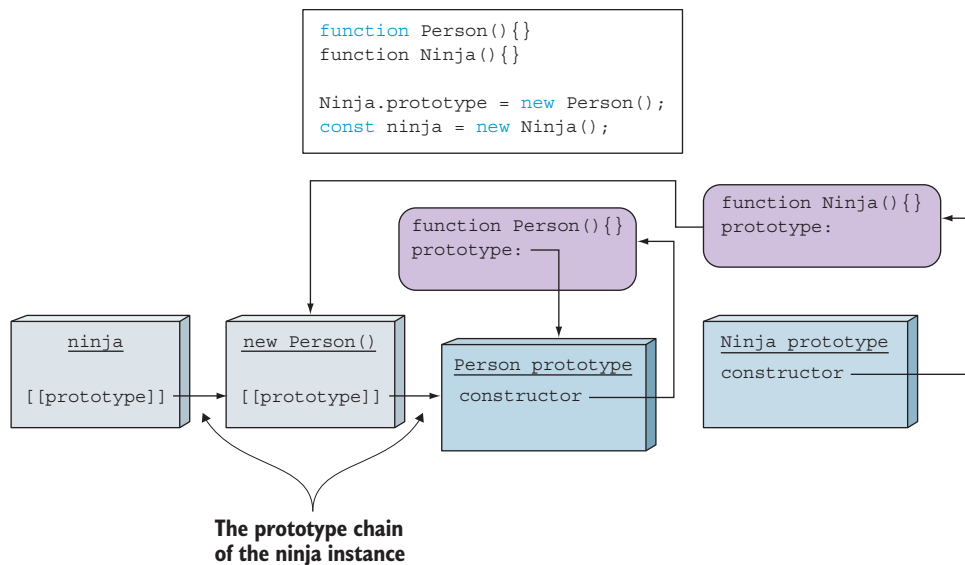 function Person(){}
function Ninja(){}
Ninja.prototype = new Person();
const ninja = new Ninja();
function Ninja(){}
prototype:
function Person(){}
prototype:
ninja
[[prototype]]
new Person()
[[prototype]]
Person prototype
constructor
Ninja prototype
constructor
The prototype chain
of the ninja instance